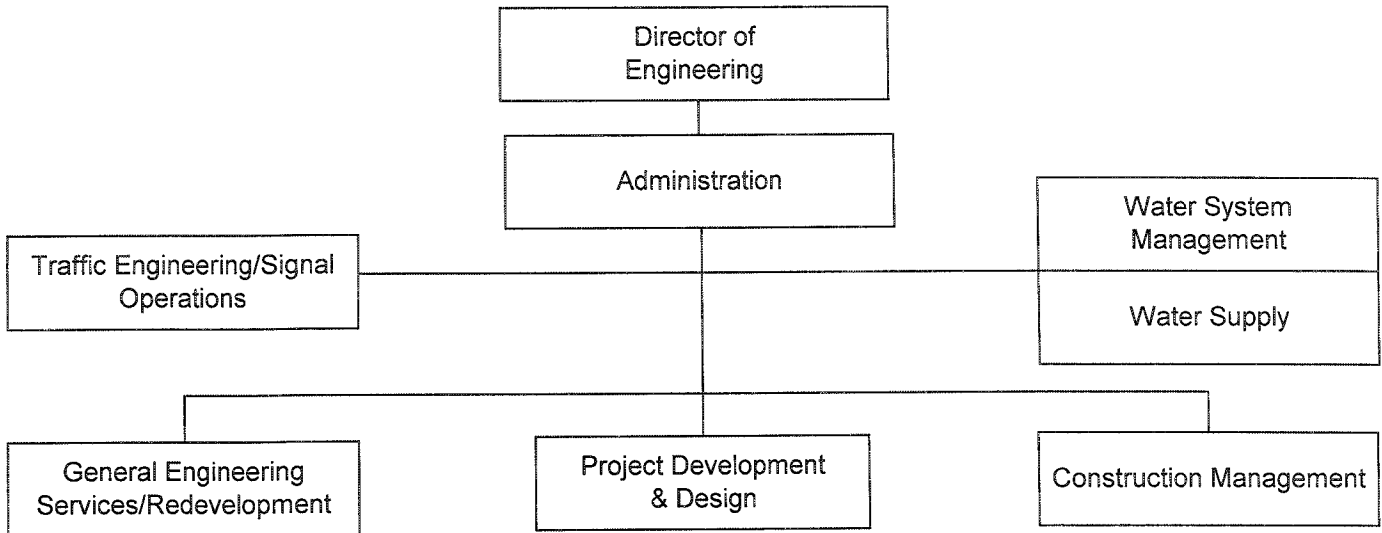 Director of
Engineering
Administration
Water System
Management
Traffic Engineering/Signal
Operations
Water Supply
General Engineering
Services/Redevelopment
Project Development
& Design
Construction Management